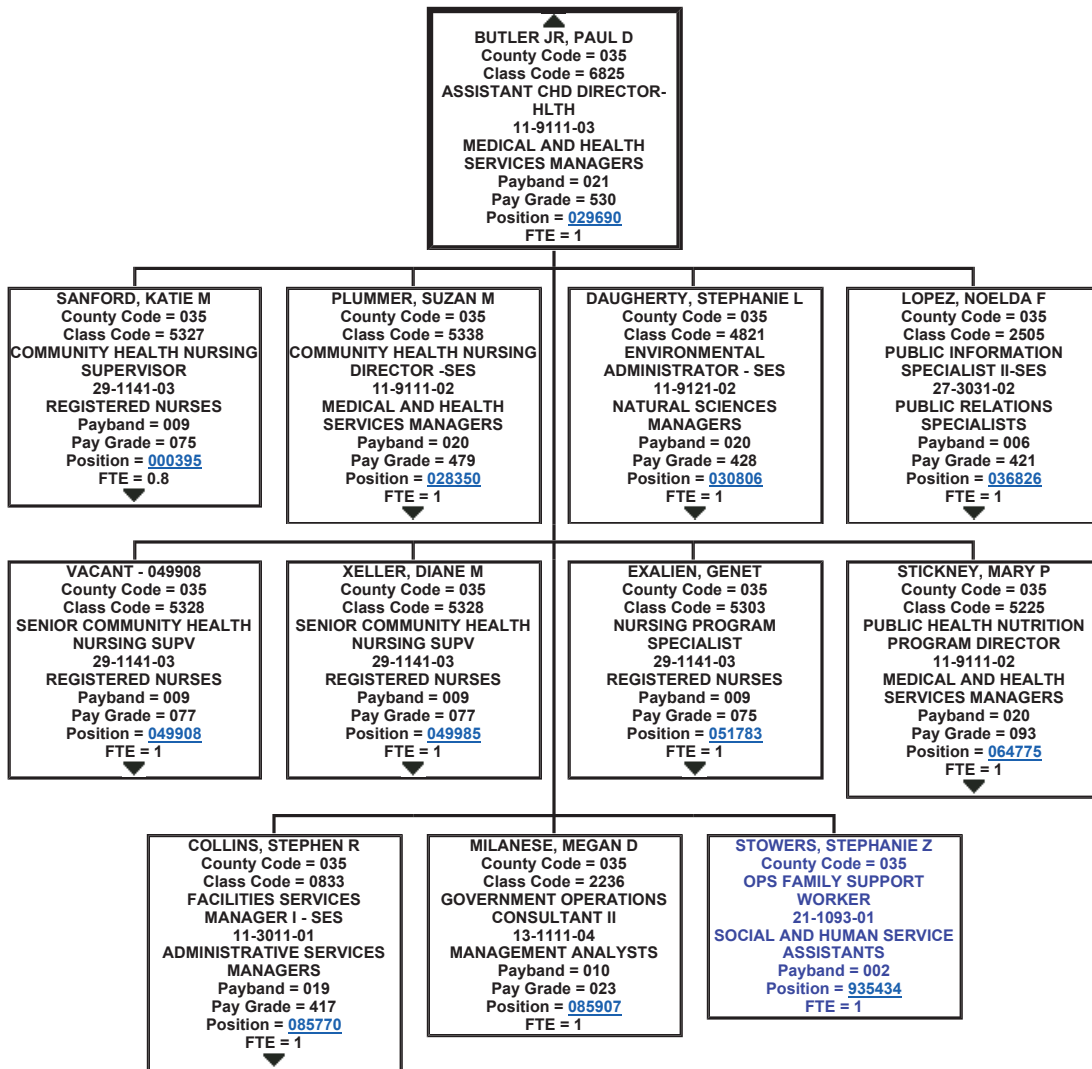 BUTLER JR, PAUL D
County Code = 035
Class Code = 6825
ASSISTANT CHD DIRECTOR-
HLTH
11-9111-03
MEDICAL AND HEALTH
SERVICES MANAGERS
Payband = 021
Pay Grade = 530
Position = 029690
FTE = 1
SANFORD, KATIE M
County Code = 035
Class Code = 5327
COMMUNITY HEALTH NURSING
SUPERVISOR
29-1141-03
REGISTERED NURSES
Payband = 009
Pay Grade = 075
Position = 000395
FTE = 0.8
PLUMMER, SUZAN M
County Code = 035
Class Code = 5338
COMMUNITY HEALTH NURSING
DIRECTOR -SES
11-9111-02
MEDICAL AND HEALTH
SERVICES MANAGERS
Payband = 020
Pay Grade = 479
Position = 028350
FTE = 1
DAUGHERTY, STEPHANIE L
County Code = 035
Class Code = 4821
ENVIRONMENTAL
ADMINISTRATOR - SES
11-9121-02
NATURAL SCIENCES
MANAGERS
Payband = 020
Pay Grade = 428
Position = 030806
FTE = 1
LOPEZ, NOELDA F
County Code = 035
Class Code = 2505
PUBLIC INFORMATION
SPECIALIST II-SES
27-3031-02
PUBLIC RELATIONS
SPECIALISTS
Payband = 006
Pay Grade = 421
Position = 036826
FTE = 1
VACANT - 049908
County Code = 035
Class Code = 5328
SENIOR COMMUNITY HEALTH
NURSING SUPV
29-1141-03
REGISTERED NURSES
Payband = 009
Pay Grade = 077
Position = 049908
FTE = 1
XELLER, DIANE M
County Code = 035
Class Code = 5328
SENIOR COMMUNITY HEALTH
NURSING SUPV
29-1141-03
REGISTERED NURSES
Payband = 009
Pay Grade = 077
Position = 049985
FTE = 1
EXALIEN, GENET
County Code = 035
Class Code = 5303
NURSING PROGRAM
SPECIALIST
29-1141-03
REGISTERED NURSES
Payband = 009
Pay Grade = 075
Position = 051783
FTE = 1
STICKNEY, MARY P
County Code = 035
Class Code = 5225
PUBLIC HEALTH NUTRITION
PROGRAM DIRECTOR
11-9111-02
MEDICAL AND HEALTH
SERVICES MANAGERS
Payband = 020
Pay Grade = 093
Position = 064775
FTE = 1
COLLINS, STEPHEN R
County Code = 035
Class Code = 0833
FACILITIES SERVICES
MANAGER I - SES
11-3011-01
ADMINISTRATIVE SERVICES
MANAGERS
Payband = 019
Pay Grade = 417
Position = 085770
FTE = 1
MILANESE, MEGAN D
County Code = 035
Class Code = 2236
GOVERNMENT OPERATIONS
CONSULTANT II
13-1111-04
MANAGEMENT ANALYSTS
Payband = 010
Pay Grade = 023
Position = 085907
FTE = 1
STOWERS, STEPHANIE Z
County Code = 035
OPS FAMILY SUPPORT
WORKER
21-1093-01
SOCIAL AND HUMAN SERVICE
ASSISTANTS
Payband = 002
Position = 935434
FTE = 1